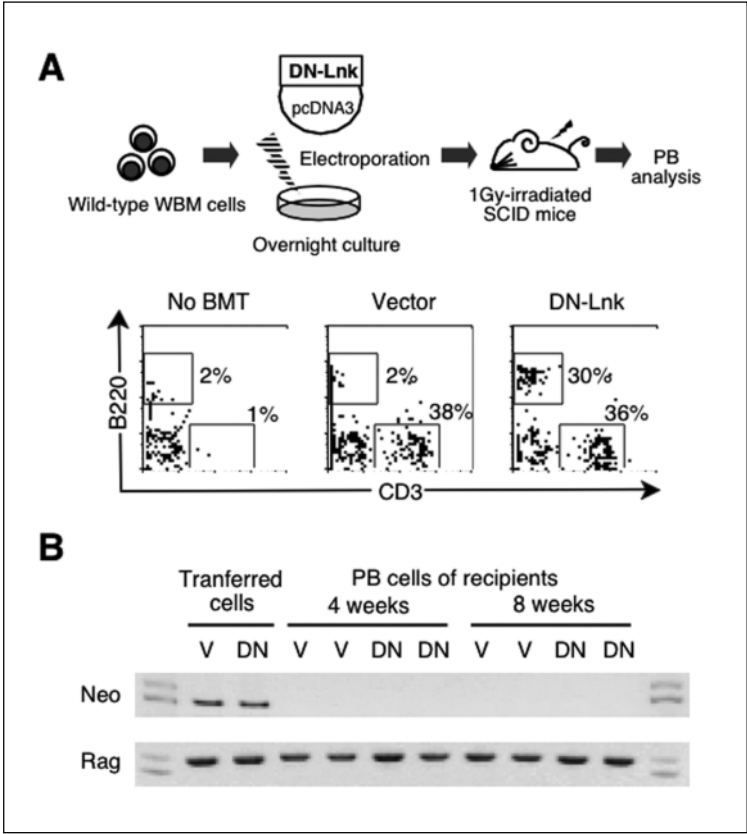 A
DN-Lnk
pcDNA3
Electroporation
Wild-type WBM cells
Overnight culture
1Gy-irradiated
SCID mice
PB
analysis
No BMT
Vector
DN-Lnk
B220
2%
1%
2%
38%
30%
36%
CD3
B
Tranferred
cells
PB cells of recipients
4 weeks
8 weeks
V DN V V DN DN V V DN DN
Neo
Rag